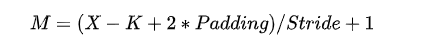 M = (X − K + 2 ∗ Padding)/Stride + 1